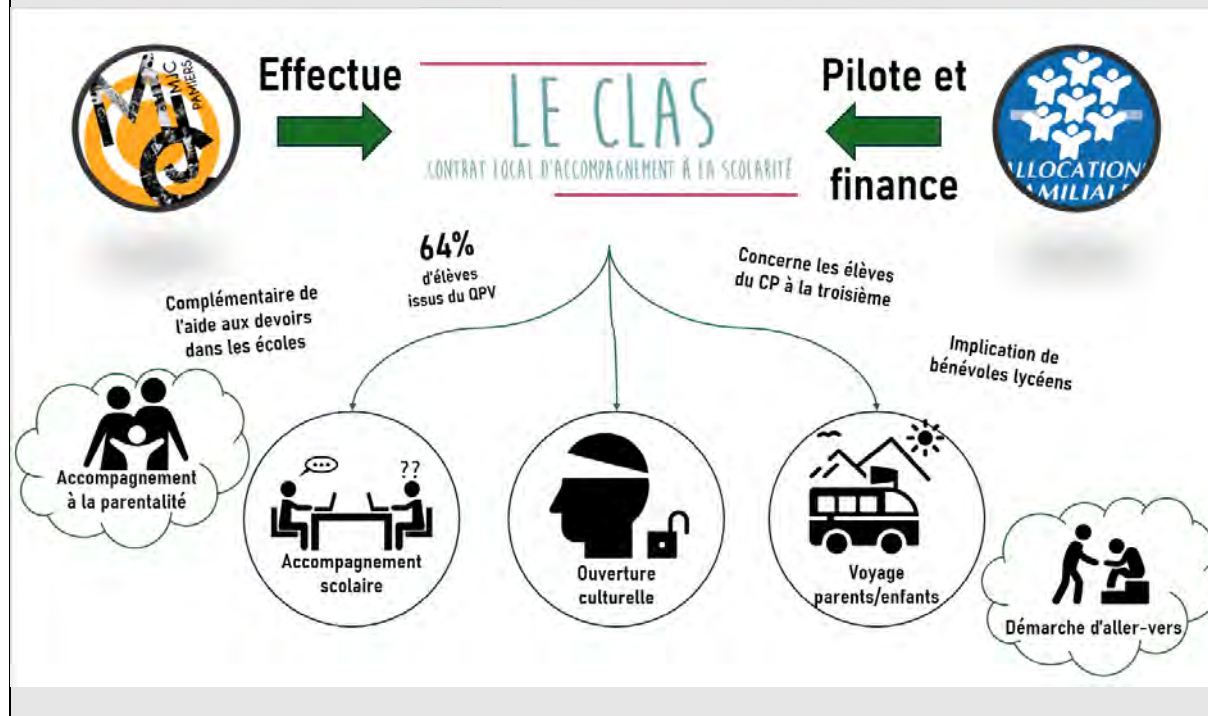 MJC
MJC
PAMIERS
Effectue
LE CLAS
CONTRAT LOCAL D'ACCOMPAGNEMENT À LA SCOLARITÉ
Pilote et
finance
ALLOCATIONS
FAMILIALE
64%
d'élèves
issus du QPV
Concerne les élèves
du CP à la troisième
Complémentaire de
l'aide aux devoirs
dans les écoles
Implication de
bénévoles lycéens
Accompagnement
à la parentalité
??
Accompagnement
scolaire
Ouverture
culturelle
Voyage
parents/enfants
Démarche d'aller-vers